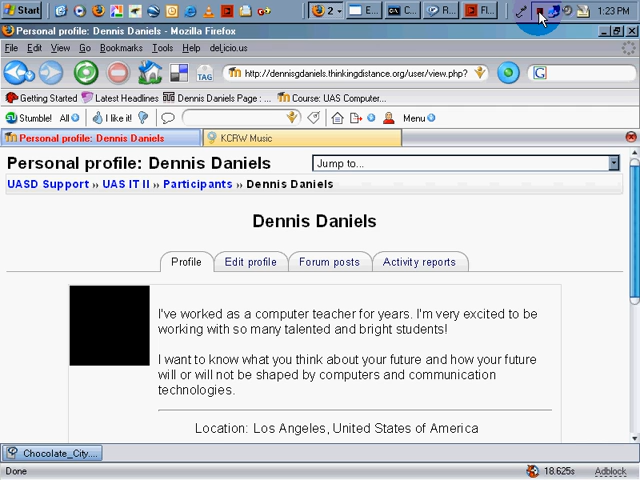 Start
2
E...
C...
R...
Fl...
1:23 PM
Personal profile: Dennis Daniels - Mozilla Firefox
File Edit View Go Bookmarks Tools Help del.icio.us
TAG
http://dennisgdaniels.thinkingdistance.org/user/view.php?
Getting Started Latest Headlines Dennis Daniels Page : ... Course: UAS Computer...
Stumble! All I like it! Menu
Personal profile: Dennis Daniels KCRW Music
Personal profile: Dennis Daniels Jump to...
UASD Support ›› UAS IT II ›› Participants ›› Dennis Daniels
Dennis Daniels
Profile Edit profile Forum posts Activity reports
I've worked as a computer teacher for years. I'm very excited to be
working with so many talented and bright students!
I want to know what you think about your future and how your future
will or will not be shaped by computers and communication
technologies.
Location: Los Angeles, United States of America
Chocolate_City....
Done 18.625s Adblock